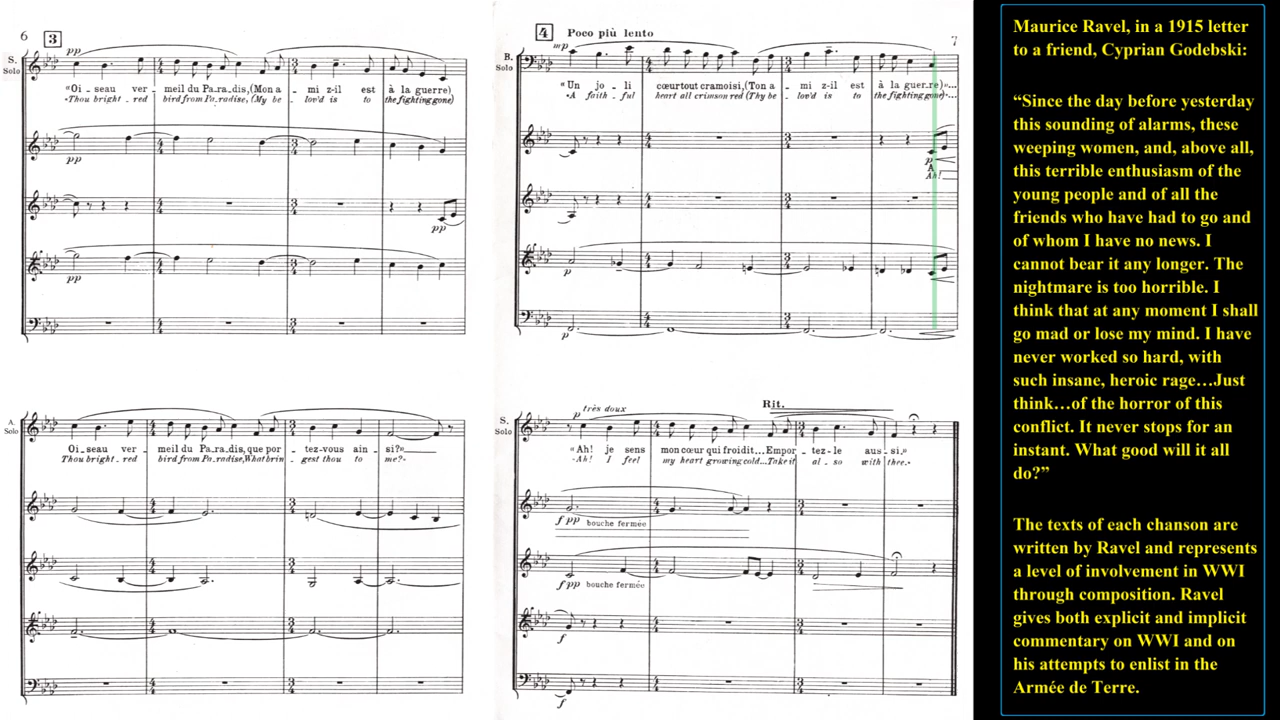 6
3
pp
S.
Solo
«Oi - seau ver - meil du Pa-ra-dis, (Mon a - mi z-il est à la guerre)
-Thou bright - red bird from Pa-radise, (My be - lov'd is to the fighting gone)
pp
pp
pp
A.
Solo
Oi - seau ver - meil du Pa-ra-dis, que por - tez-vous ain - si?»
Thou bright - red bird from Pa-radise, What brin - gest thou to me?-
4
Poco più lento
7
mp
B.
Solo
"Un jo - li cœur tout cramoisi, (Ton a - mi z-il est à la guer-re)»...
-A faith - ful heart all crimson red (Thy be - lov'd is to the fighting gone)-...
p
A
Ah!
p
p
p très doux
Rit.
S.
Solo
«Ah! je sens mon cœur qui froidit... Empor - tez-le aus - si.»
-Ah! I feel my heart growing cold... Take it al - so with thee.-
f pp bouche fermée
f pp bouche fermée
f
f
Maurice Ravel, in a 1915 letter
to a friend, Cyprian Godebski:
“Since the day before yesterday
this sounding of alarms, these
weeping women, and, above all,
this terrible enthusiasm of the
young people and of all the
friends who have had to go and
of whom I have no news. I
cannot bear it any longer. The
nightmare is too horrible. I
think that at any moment I shall
go mad or lose my mind. I have
never worked so hard, with
such insane, heroic rage…Just
think…of the horror of this
conflict. It never stops for an
instant. What good will it all
do?”
The texts of each chanson are
written by Ravel and represents
a level of involvement in WWI
through composition. Ravel
gives both explicit and implicit
commentary on WWI and on
his attempts to enlist in the
Armée de Terre.